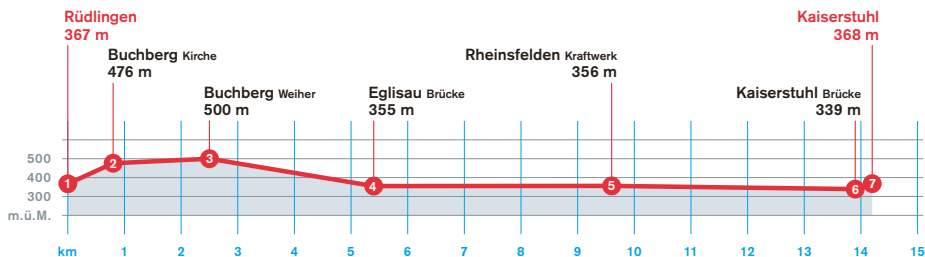 Rüdlingen
367 m
Kaiserstuhl
368 m
Buchberg Kirche
476 m
Rheinsfelden Kraftwerk
356 m
Buchberg Weiher
500 m
Eglisau Brücke
355 m
Kaiserstuhl Brücke
339 m
500
400
300
m.ü.M.
1
2
3
4
5
6
7
km 1 2 3 4 5 6 7 8 9 10 11 12 13 14 15